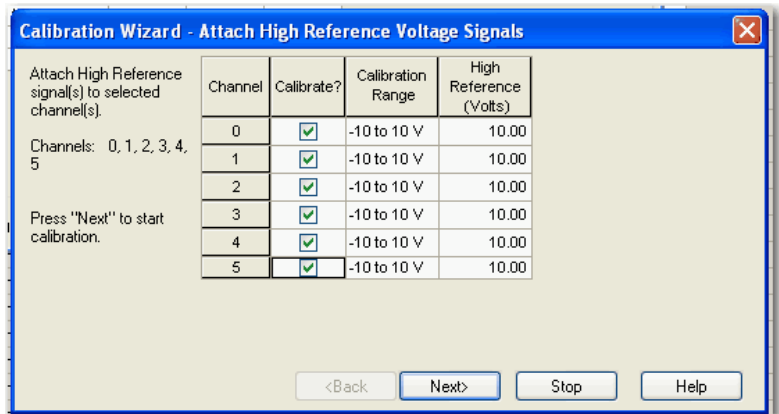 Calibration Wizard - Attach High Reference Voltage Signals
Attach High Reference
signal(s) to selected
channel(s).
Channels: 0, 1, 2, 3, 4,
5
Press "Next" to start
calibration.
Channel Calibrate? Calibration Range High Reference (Volts)
0 -10 to 10 V 10.00
1 -10 to 10 V 10.00
2 -10 to 10 V 10.00
3 -10 to 10 V 10.00
4 -10 to 10 V 10.00
5 -10 to 10 V 10.00
<Back Next> Stop Help